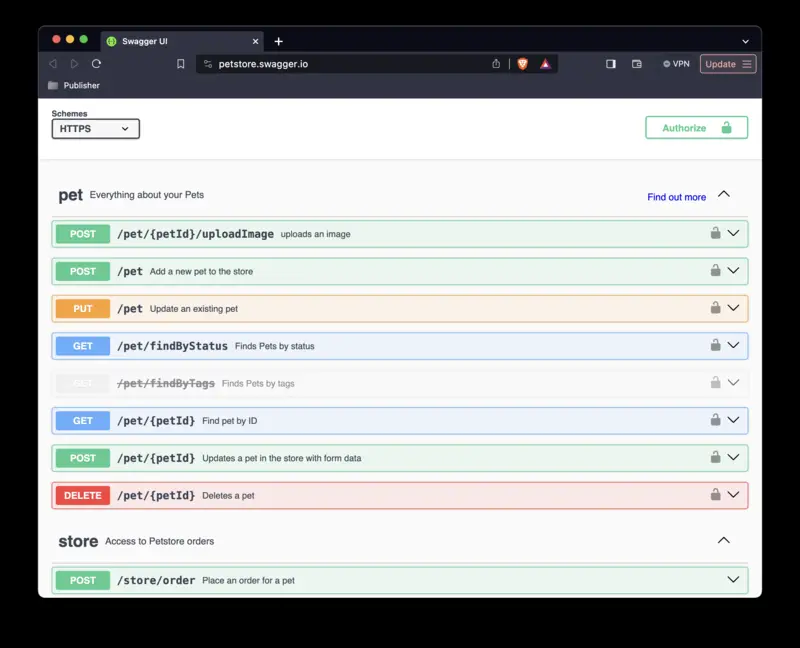 Swagger UI
petstore.swagger.io
VPN
Update
Publisher
Schemes
HTTPS
Authorize
pet Everything about your Pets
Find out more
POST /pet/{petId}/uploadImage uploads an image
POST /pet Add a new pet to the store
PUT /pet Update an existing pet
GET /pet/findByStatus Finds Pets by status
GET /pet/findByTags Finds Pets by tags
GET /pet/{petId} Find pet by ID
POST /pet/{petId} Updates a pet in the store with form data
DELETE /pet/{petId} Deletes a pet
store Access to Petstore orders
POST /store/order Place an order for a pet